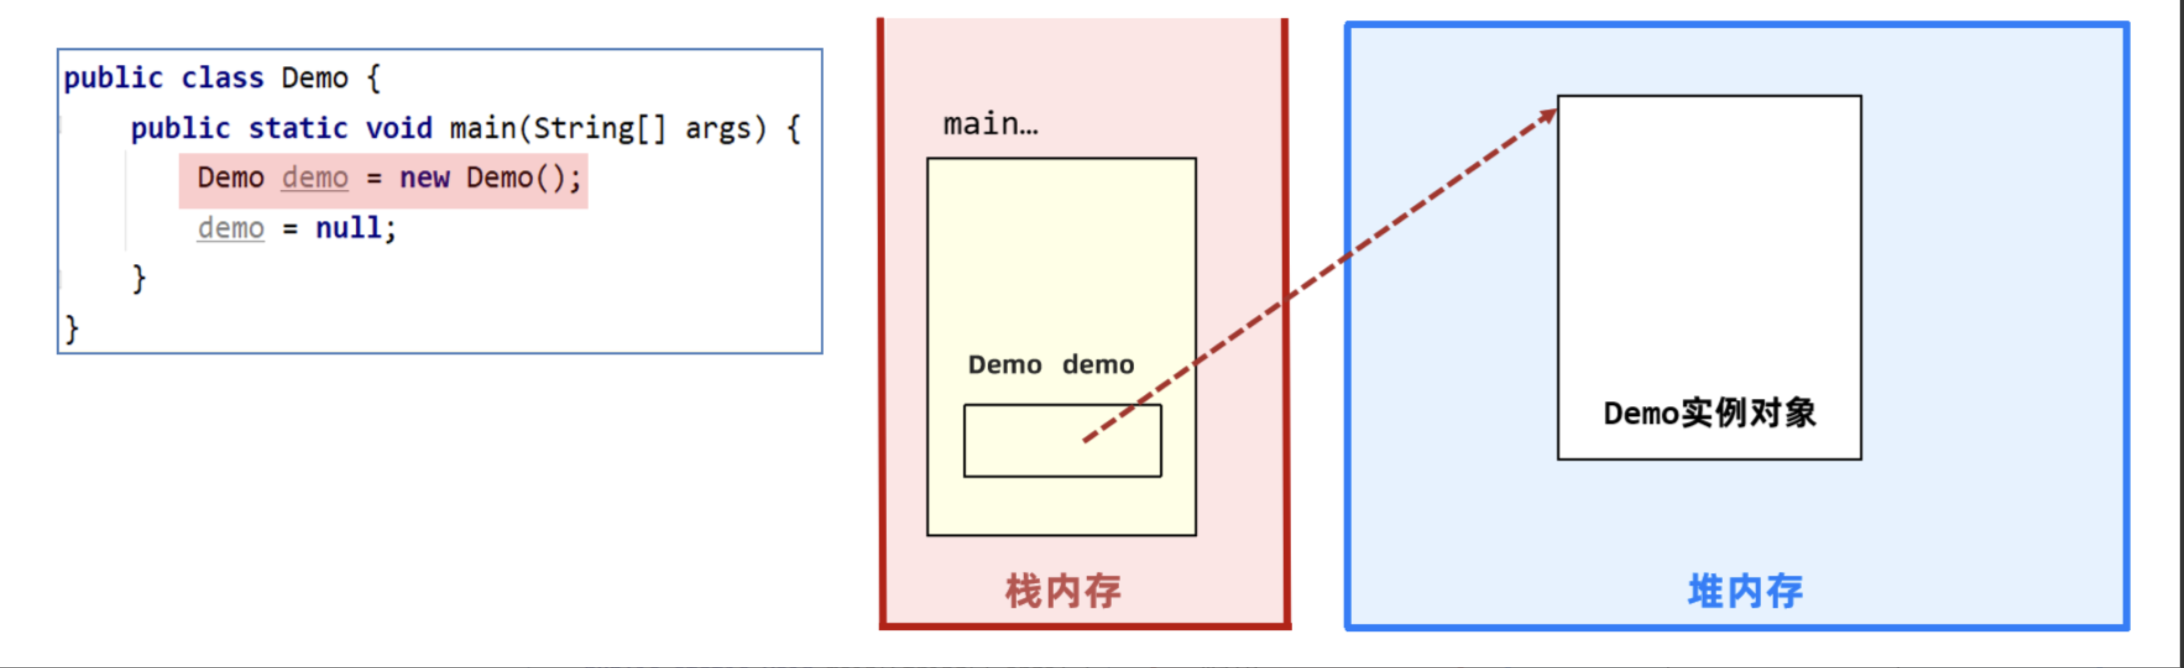 public class Demo {
    public static void main(String[] args) {
        Demo demo = new Demo();
        demo = null;
    }
}
main…
Demo demo
栈内存
Demo实例对象
堆内存